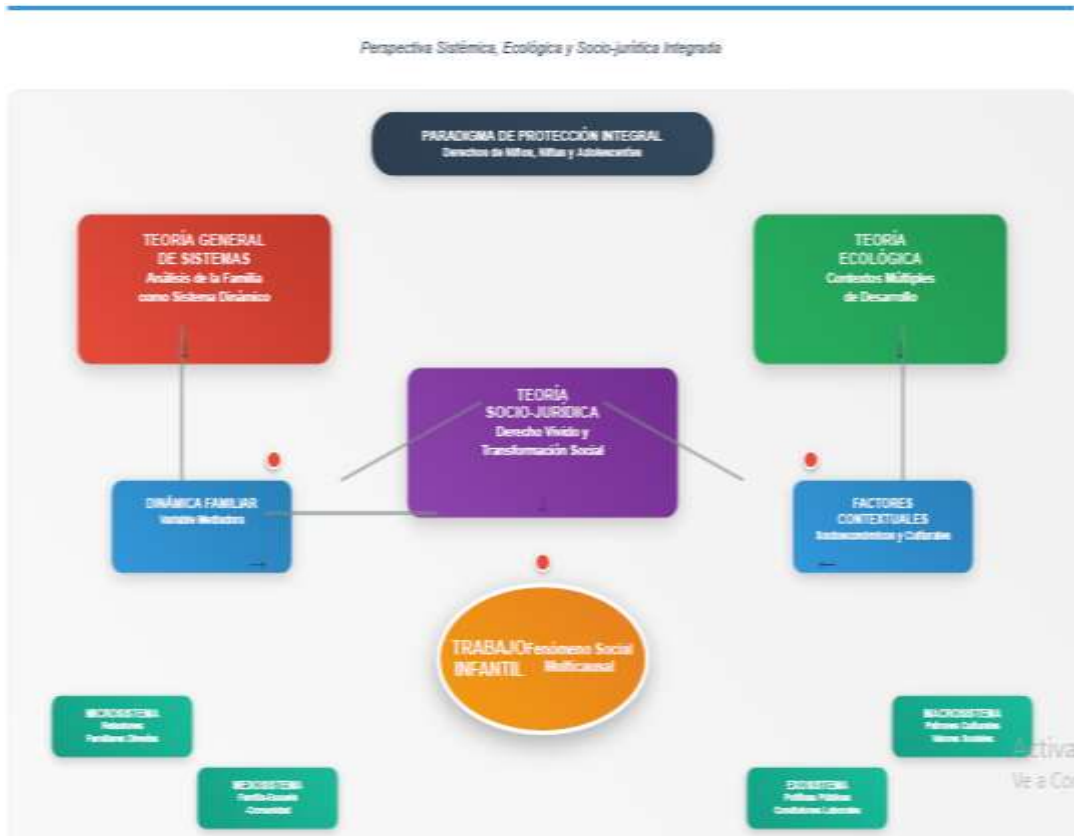 Perspectiva Sistémica, Ecológica y Socio-jurídica Integrada
PARADIGMA DE PROTECCIÓN INTEGRAL
Derechos de Niños, Niñas y Adolescentes
TEORÍA GENERAL
DE SISTEMAS
Análisis de la Familia
como Sistema Dinámico
TEORÍA
ECOLÓGICA
Contextos Múltiples
de Desarrollo
TEORÍA
SOCIO-JURÍDICA
Derecho Vivido y
Transformación Social
DINÁMICA FAMILIAR
Variable Mediadora
FACTORES
CONTEXTUALES
Socioeconómicos y Culturales
TRABAJO
INFANTIL
Fenómeno Social
Multicausal
MICROSISTEMA
Relaciones
Familiares Directas
MACROSISTEMA
Patrones Culturales
Valores Sociales
MESOSISTEMA
Familia-Escuela
Comunidad
EXOSISTEMA
Políticas Públicas
Condiciones Laborales
Activa
Ve a Co